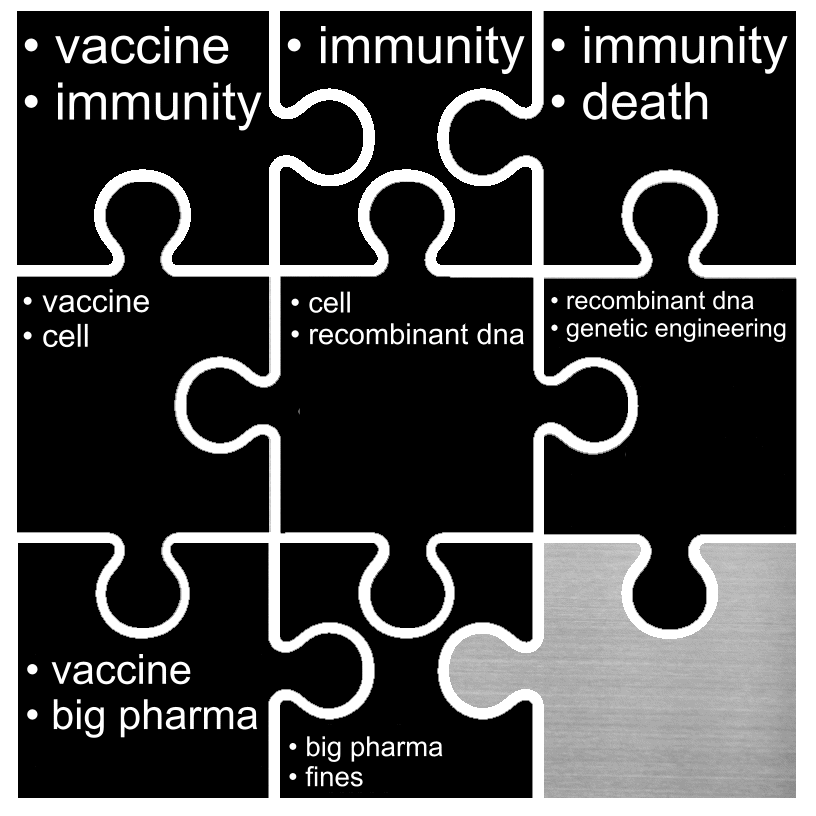 • vaccine
• immunity
• immunity
• immunity
• death
• vaccine
• cell
• cell
• recombinant dna
• recombinant dna
• genetic engineering
• vaccine
• big pharma
• big pharma
• fines